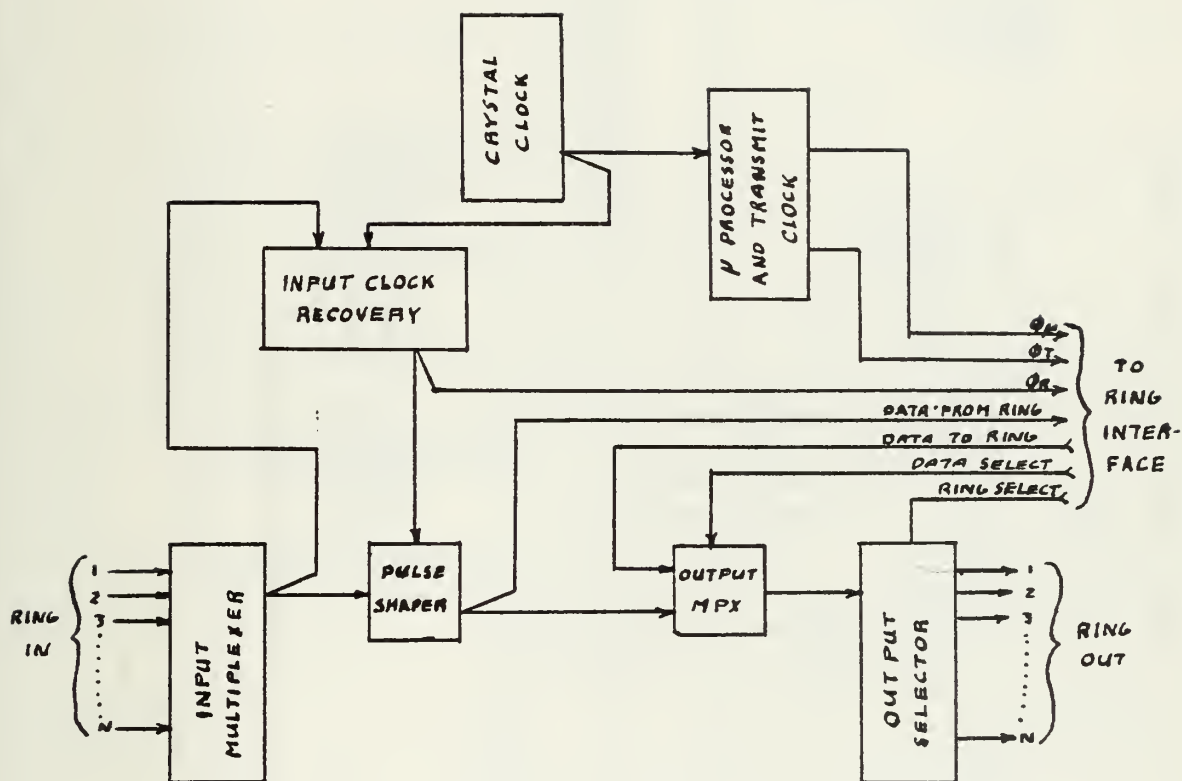 CRYSTAL
CLOCK
μ PROCESSOR
AND TRANSMIT
CLOCK
INPUT CLOCK
RECOVERY
ΦM
ΦT
ΦR
DATA FROM RING
DATA TO RING
DATA SELECT
RING SELECT
TO
RING
INTER-
FACE
RING
IN
1
2
3
N
INPUT
MULTIPLEXER
PULSE
SHAPER
OUTPUT
MPX
OUTPUT
SELECTOR
1
2
3
N
RING
OUT